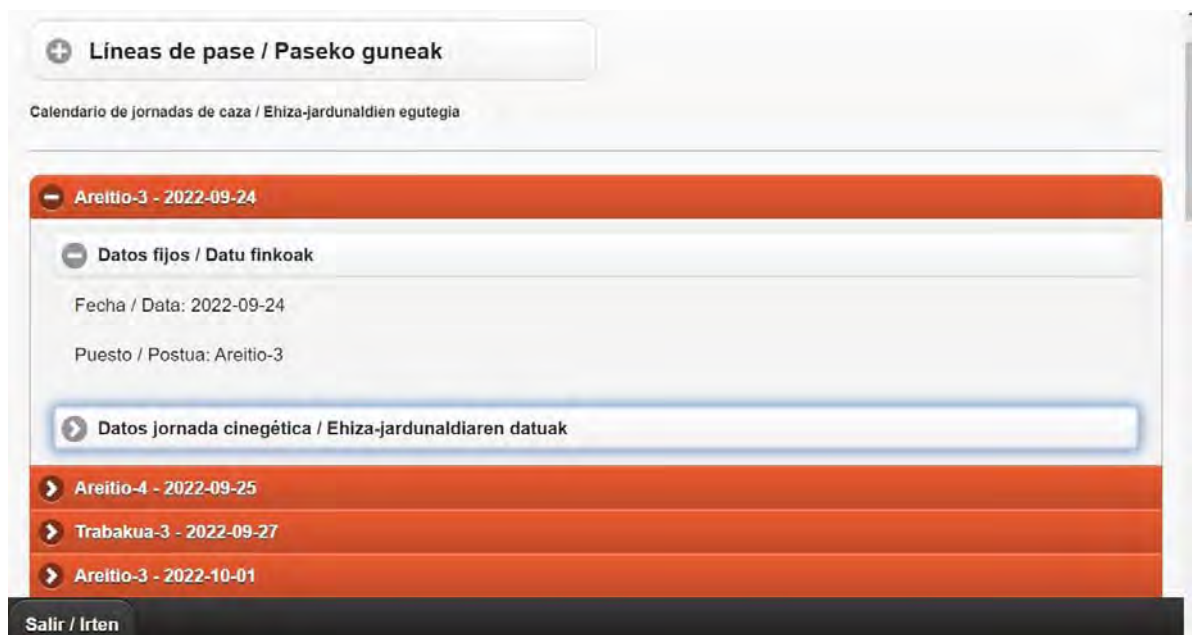 Líneas de pase / Paseko guneak
Calendario de jornadas de caza / Ehiza-jardunaldien egutegia
Areitio-3 - 2022-09-24
Datos fijos / Datu finkoak
Fecha / Data: 2022-09-24
Puesto / Postua: Areitio-3
Datos jornada cinegética / Ehiza-jardunaldiaren datuak
Areitio-4 - 2022-09-25
Trabakua-3 - 2022-09-27
Areitio-3 - 2022-10-01
Salir / Irten